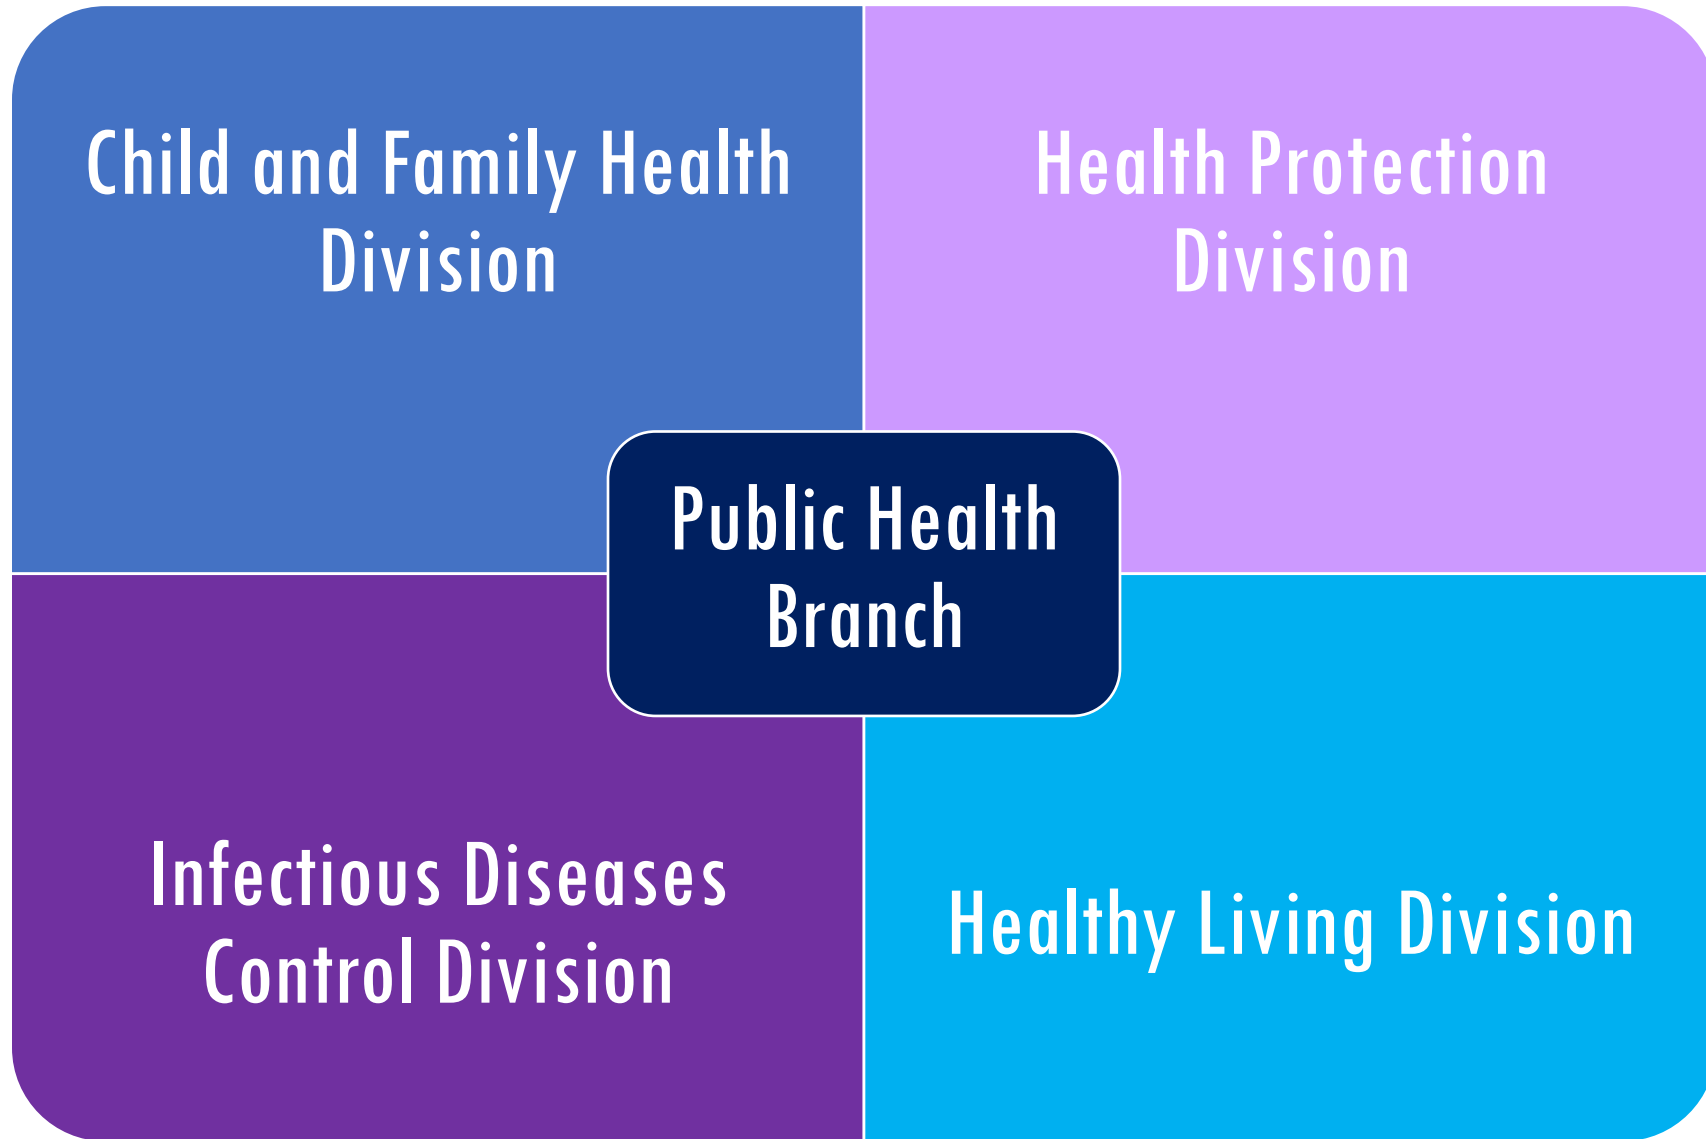 Child and Family Health
Division
Health Protection
Division
Public Health
Branch
Infectious Diseases
Control Division
Healthy Living Division